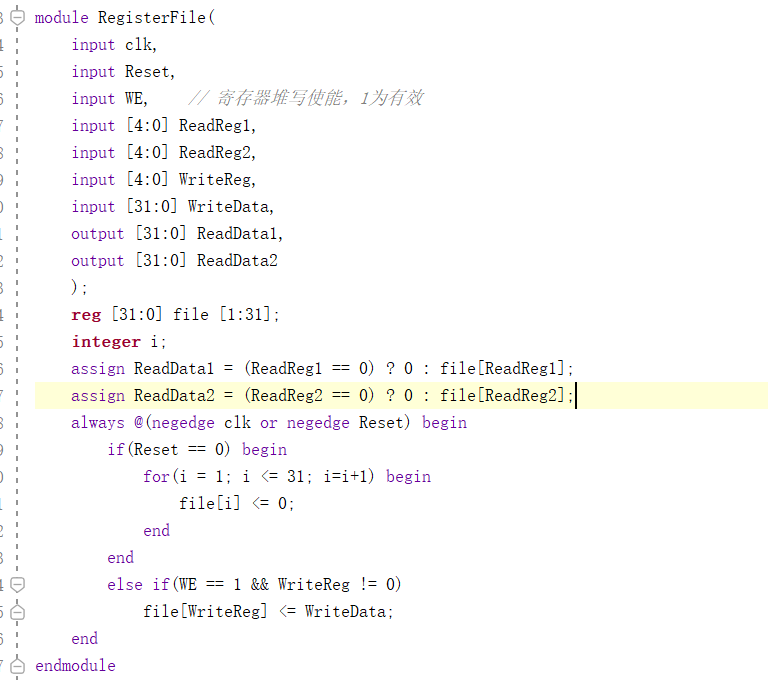 module RegisterFile(
    input clk,
    input Reset,
    input WE,    // 寄存器堆写使能，1为有效
    input [4:0] ReadReg1,
    input [4:0] ReadReg2,
    input [4:0] WriteReg,
    input [31:0] WriteData,
    output [31:0] ReadData1,
    output [31:0] ReadData2
    );
    reg [31:0] file [1:31];
    integer i;
    assign ReadData1 = (ReadReg1 == 0) ? 0 : file[ReadReg1];
    assign ReadData2 = (ReadReg2 == 0) ? 0 : file[ReadReg2];
    always @(negedge clk or negedge Reset) begin
        if(Reset == 0) begin
            for(i = 1; i <= 31; i=i+1) begin
                file[i] <= 0;
            end
        end
        else if(WE == 1 && WriteReg != 0)
            file[WriteReg] <= WriteData;
    end
endmodule